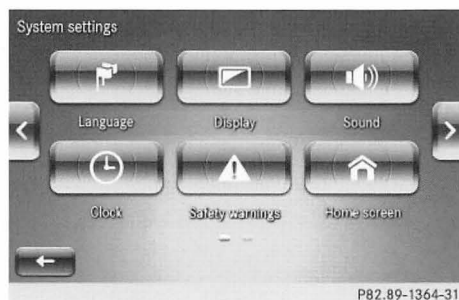 System settings
Language Display Sound
Clock Safety warnings Home screen
P82.89-1364-31